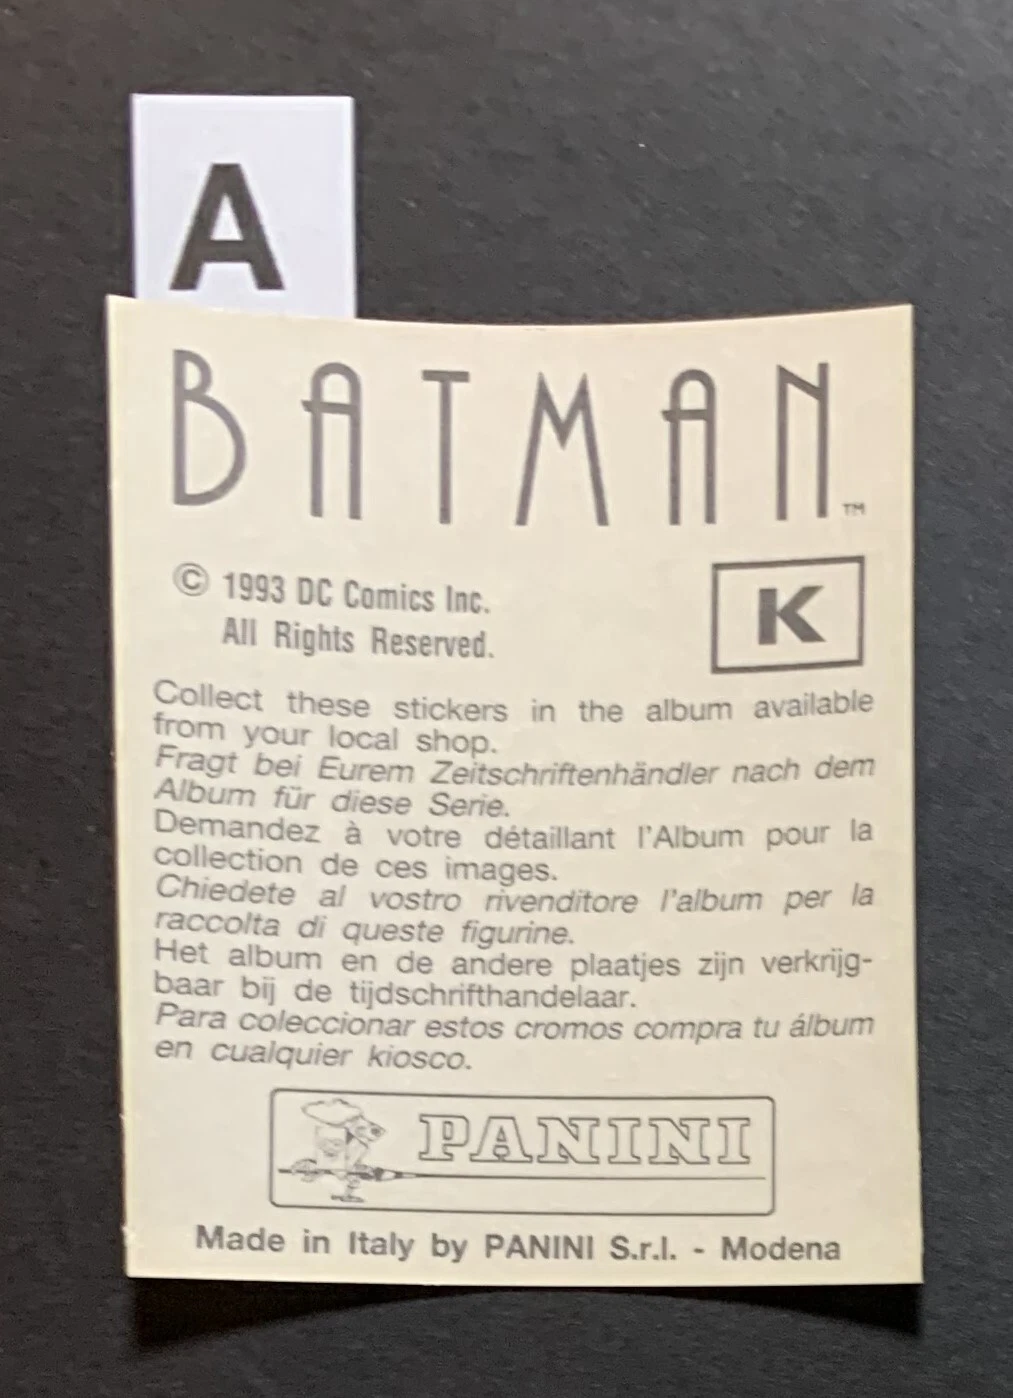 A
BATMAN™
© 1993 DC Comics Inc.
All Rights Reserved.
K
Collect these stickers in the album available
from your local shop.
Fragt bei Eurem Zeitschriftenhändler nach dem
Album für diese Serie.
Demandez à votre détaillant l'Album pour la
collection de ces images.
Chiedete al vostro rivenditore l'album per la
raccolta di queste figurine.
Het album en de andere plaatjes zijn verkrijg-
baar bij de tijdschrifthandelaar.
Para coleccionar estos cromos compra tu álbum
en cualquier kiosco.
PANINI
Made in Italy by PANINI S.r.l. - Modena